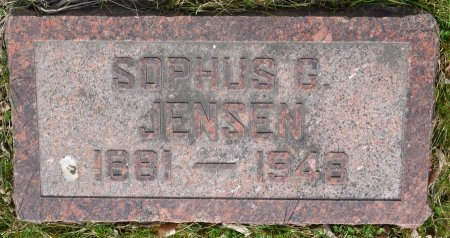 SOPHUS C.
JENSEN
1881 — 1948